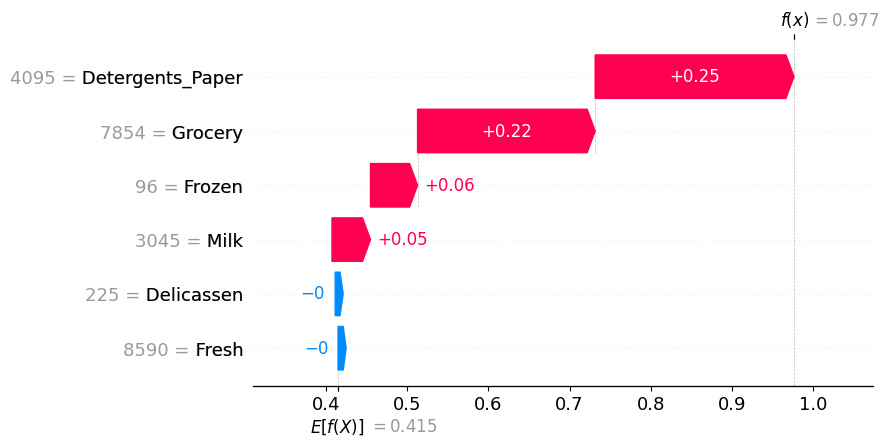 f(x) = 0.977
4095 = Detergents_Paper
+0.25
7854 = Grocery
+0.22
96 = Frozen
+0.06
3045 = Milk
+0.05
225 = Delicassen
−0
8590 = Fresh
−0
0.4 0.5 0.6 0.7 0.8 0.9 1.0
E[f(X)] = 0.415